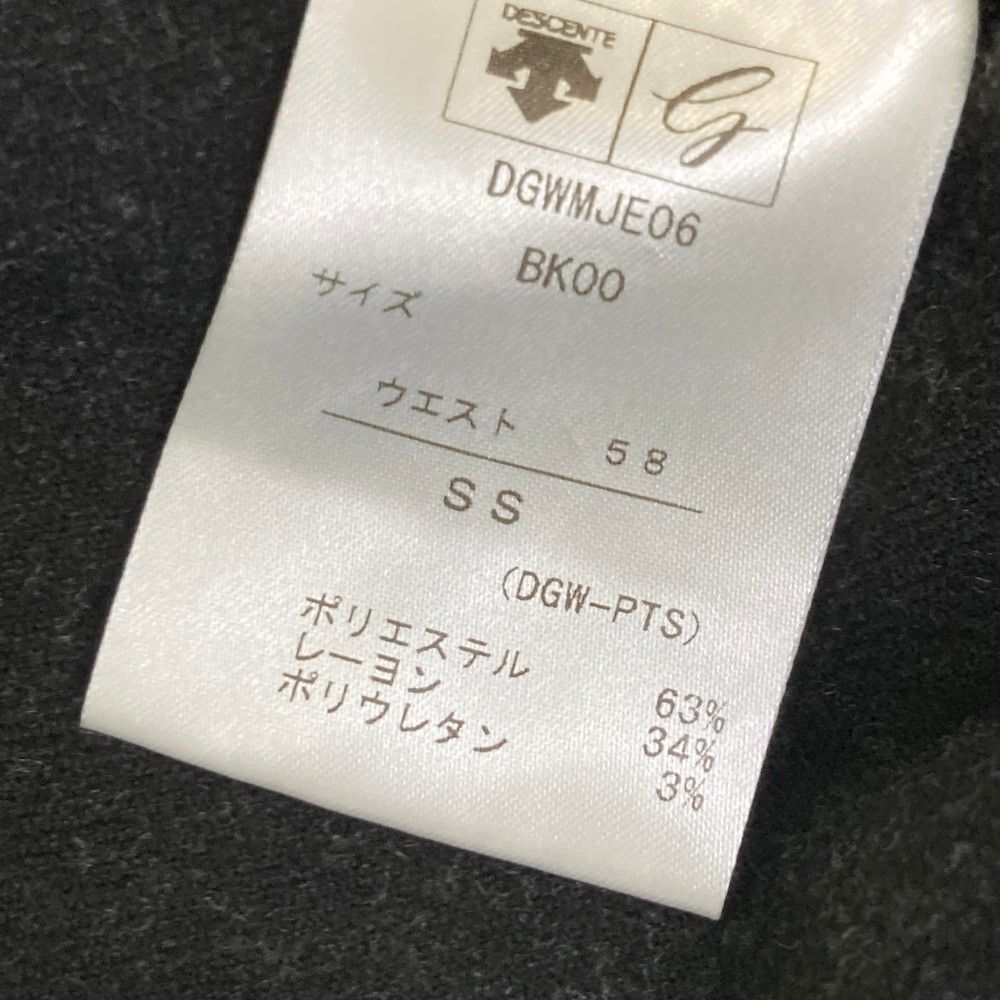 DESCENTE
G
DGWMJE06
BK00
サイズ
ウエスト 58
SS
(DGW-PTS)
ポリエステル 63%
レーヨン 34%
ポリウレタン 3%